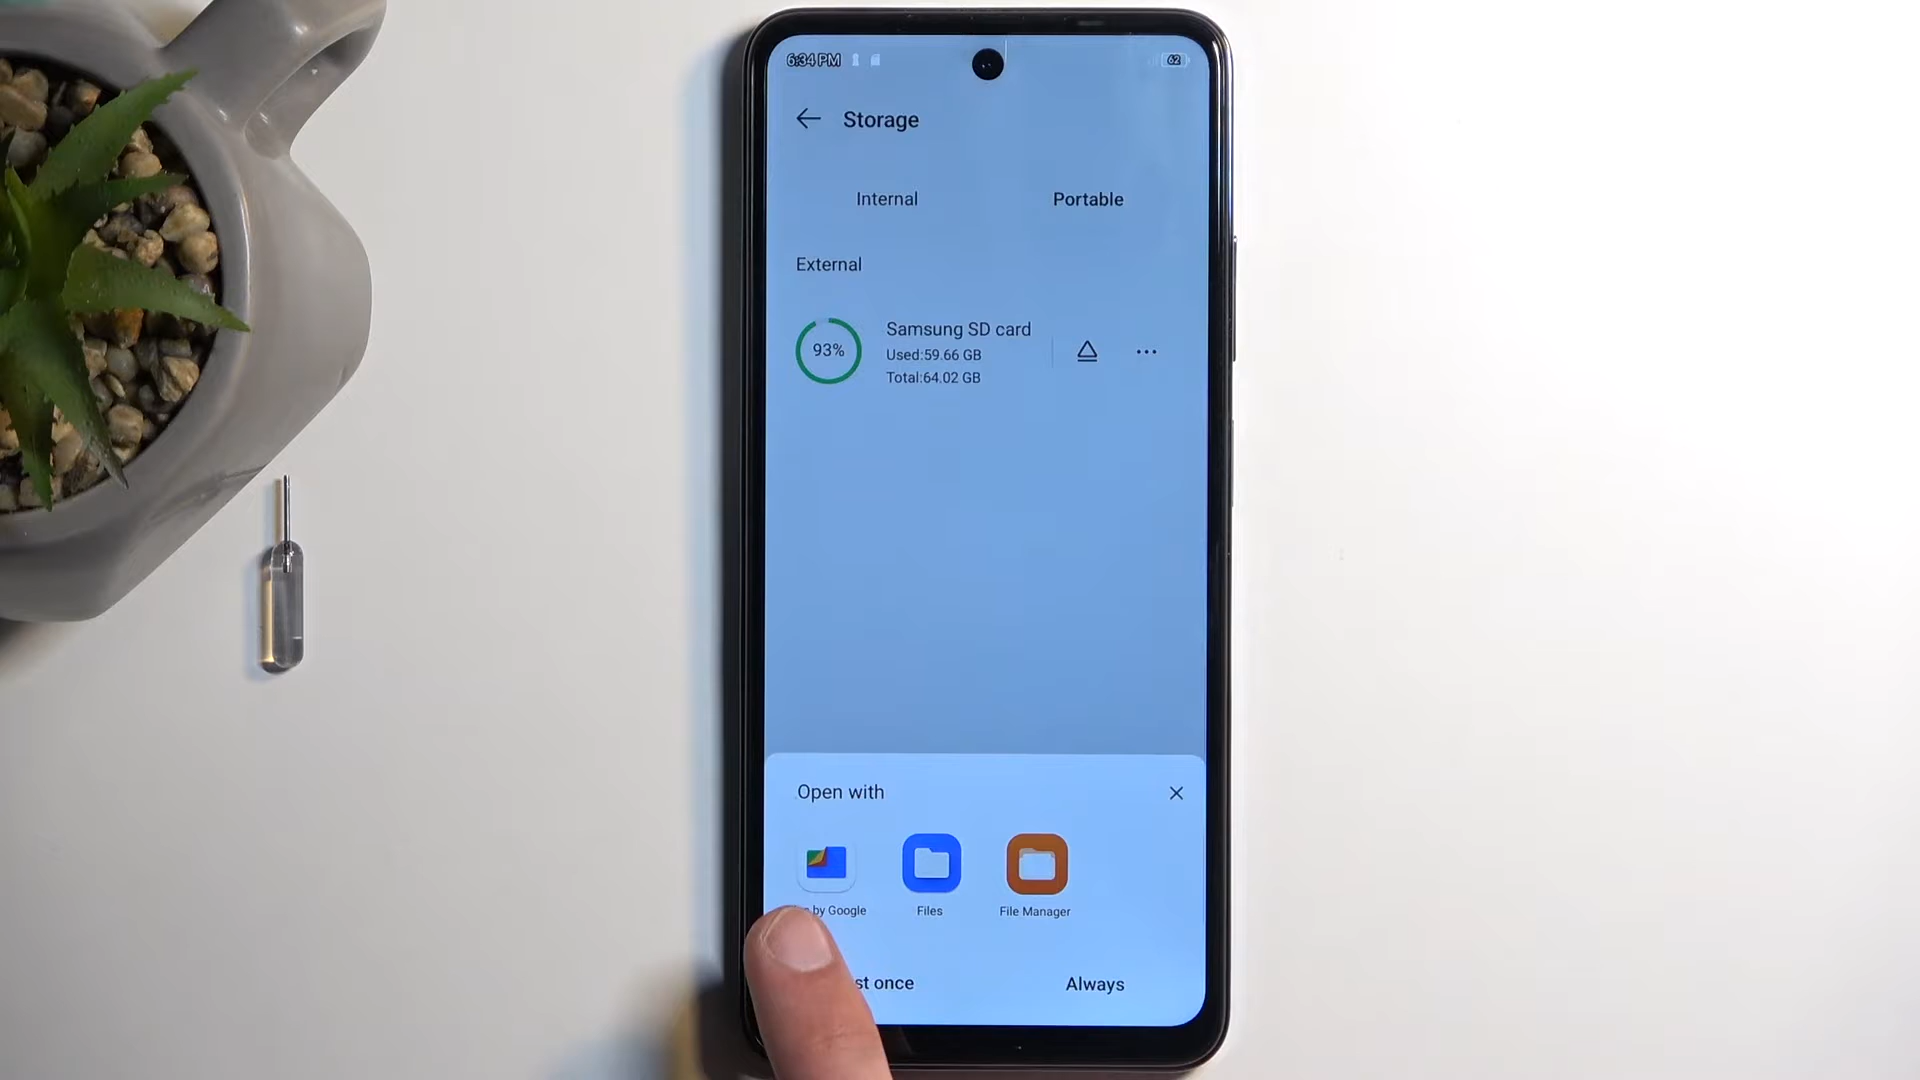 6:34 PM
62
Storage
Internal
Portable
External
93%
Samsung SD card
Used:59.66 GB
Total:64.02 GB
Open with
by Google
Files
File Manager
once
Always